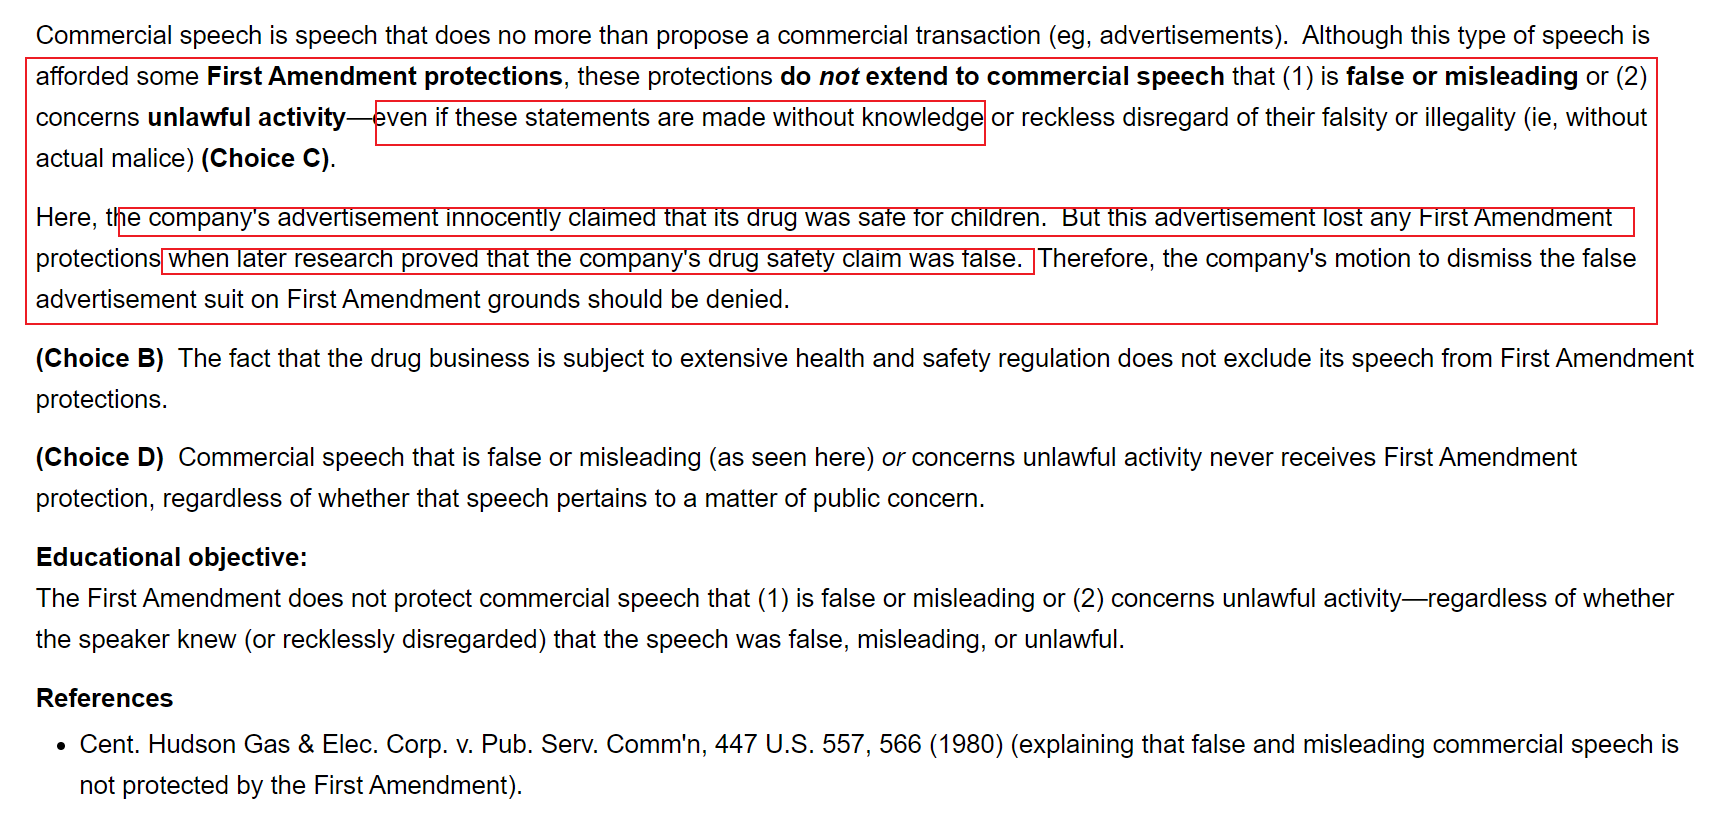 Commercial speech is speech that does no more than propose a commercial transaction (eg, advertisements).  Although this type of speech is
afforded some First Amendment protections, these protections do not extend to commercial speech that (1) is false or misleading or (2)
concerns unlawful activity—even if these statements are made without knowledge or reckless disregard of their falsity or illegality (ie, without
actual malice) (Choice C).
Here, the company's advertisement innocently claimed that its drug was safe for children.  But this advertisement lost any First Amendment
protections when later research proved that the company's drug safety claim was false.  Therefore, the company's motion to dismiss the false
advertisement suit on First Amendment grounds should be denied.
(Choice B)  The fact that the drug business is subject to extensive health and safety regulation does not exclude its speech from First Amendment
protections.
(Choice D)  Commercial speech that is false or misleading (as seen here) or concerns unlawful activity never receives First Amendment
protection, regardless of whether that speech pertains to a matter of public concern.
Educational objective:
The First Amendment does not protect commercial speech that (1) is false or misleading or (2) concerns unlawful activity—regardless of whether
the speaker knew (or recklessly disregarded) that the speech was false, misleading, or unlawful.
References
• Cent. Hudson Gas & Elec. Corp. v. Pub. Serv. Comm'n, 447 U.S. 557, 566 (1980) (explaining that false and misleading commercial speech is
not protected by the First Amendment).